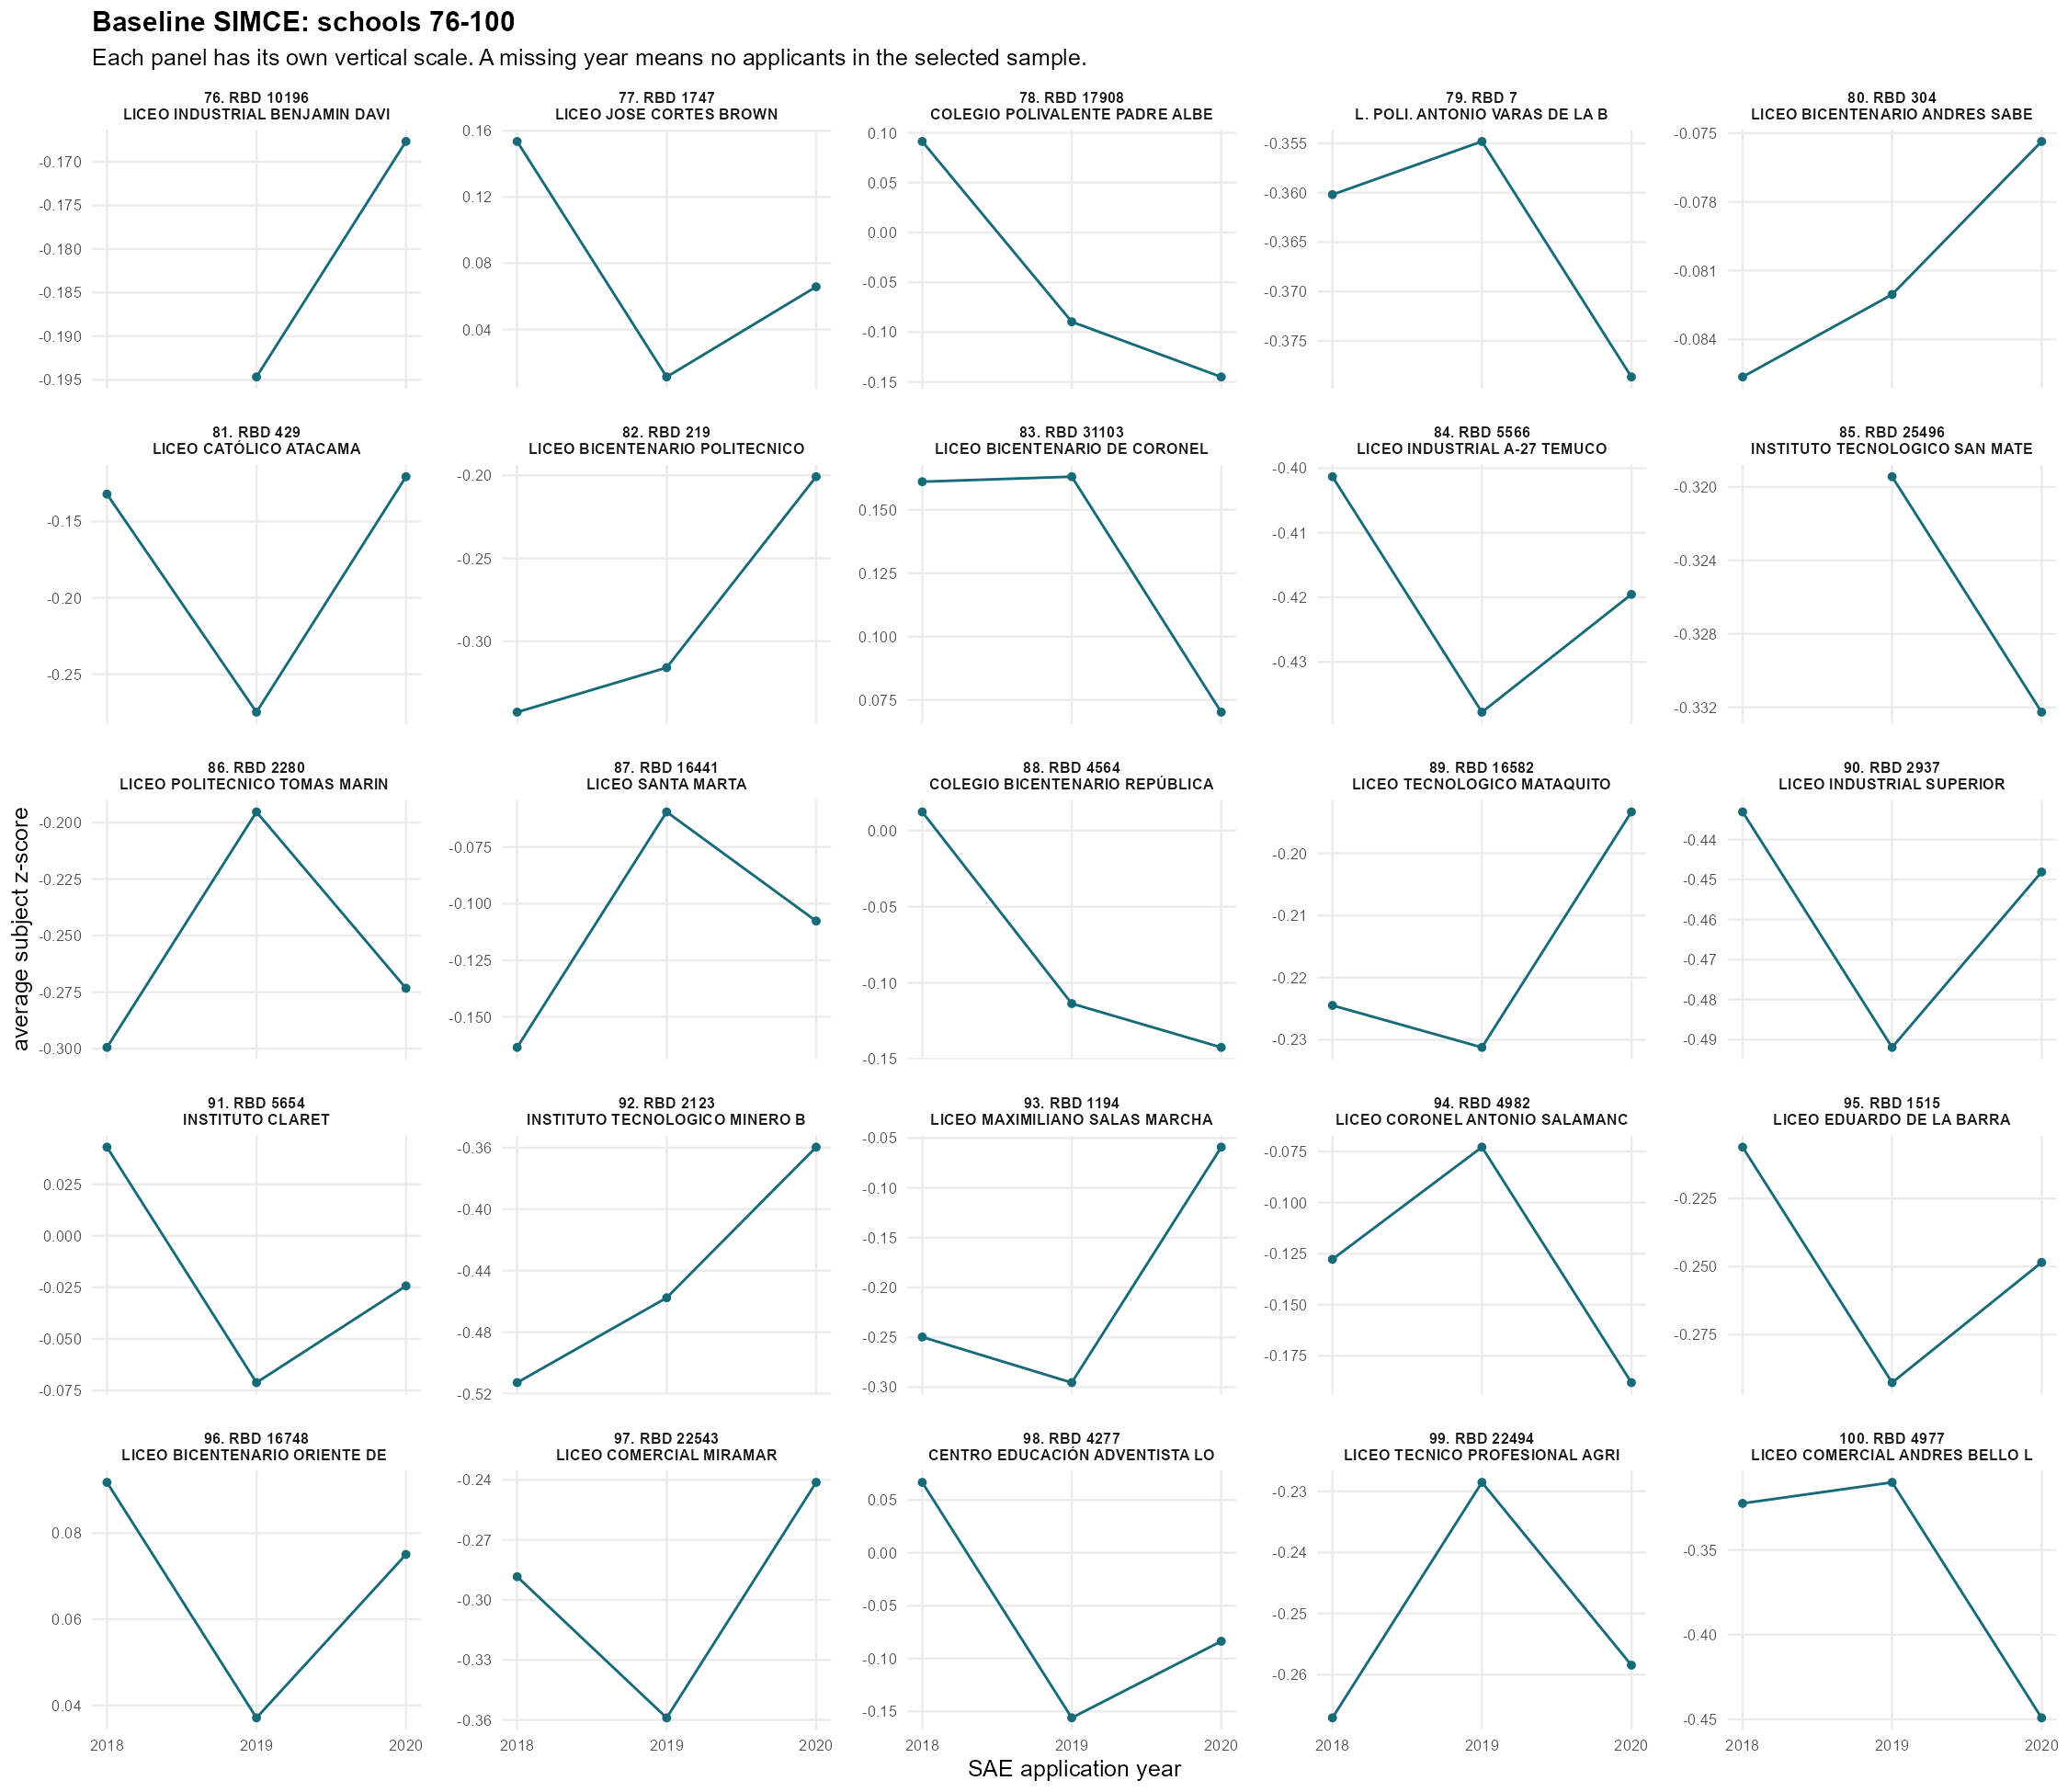 Baseline SIMCE: schools 76-100
Each panel has its own vertical scale. A missing year means no applicants in the selected sample.
average subject z-score
76. RBD 10196
LICEO INDUSTRIAL BENJAMIN DAVI
-0.170
-0.175
-0.180
-0.185
-0.190
-0.195
77. RBD 1747
LICEO JOSE CORTES BROWN
0.16
0.12
0.08
0.04
78. RBD 17908
COLEGIO POLIVALENTE PADRE ALBE
0.10
0.05
0.00
-0.05
-0.10
-0.15
79. RBD 7
L. POLI. ANTONIO VARAS DE LA B
-0.355
-0.360
-0.365
-0.370
-0.375
80. RBD 304
LICEO BICENTENARIO ANDRES SABE
-0.075
-0.078
-0.081
-0.084
81. RBD 429
LICEO CATÓLICO ATACAMA
-0.15
-0.20
-0.25
82. RBD 219
LICEO BICENTENARIO POLITECNICO
-0.20
-0.25
-0.30
83. RBD 31103
LICEO BICENTENARIO DE CORONEL
0.150
0.125
0.100
0.075
84. RBD 5566
LICEO INDUSTRIAL A-27 TEMUCO
-0.40
-0.41
-0.42
-0.43
85. RBD 25496
INSTITUTO TECNOLOGICO SAN MATE
-0.320
-0.324
-0.328
-0.332
86. RBD 2280
LICEO POLITECNICO TOMAS MARIN
-0.200
-0.225
-0.250
-0.275
-0.300
87. RBD 16441
LICEO SANTA MARTA
-0.075
-0.100
-0.125
-0.150
88. RBD 4564
COLEGIO BICENTENARIO REPÚBLICA
0.00
-0.05
-0.10
-0.15
89. RBD 16582
LICEO TECNOLOGICO MATAQUITO
-0.20
-0.21
-0.22
-0.23
90. RBD 2937
LICEO INDUSTRIAL SUPERIOR
-0.44
-0.45
-0.46
-0.47
-0.48
-0.49
91. RBD 5654
INSTITUTO CLARET
0.025
0.000
-0.025
-0.050
-0.075
92. RBD 2123
INSTITUTO TECNOLOGICO MINERO B
-0.36
-0.40
-0.44
-0.48
-0.52
93. RBD 1194
LICEO MAXIMILIANO SALAS MARCHA
-0.05
-0.10
-0.15
-0.20
-0.25
-0.30
94. RBD 4982
LICEO CORONEL ANTONIO SALAMANC
-0.075
-0.100
-0.125
-0.150
-0.175
95. RBD 1515
LICEO EDUARDO DE LA BARRA
-0.225
-0.250
-0.275
96. RBD 16748
LICEO BICENTENARIO ORIENTE DE
0.08
0.06
0.04
2018
2019
2020
97. RBD 22543
LICEO COMERCIAL MIRAMAR
-0.24
-0.27
-0.30
-0.33
-0.36
2018
2019
2020
98. RBD 4277
CENTRO EDUCACIÓN ADVENTISTA LO
0.05
0.00
-0.05
-0.10
-0.15
2018
2019
2020
99. RBD 22494
LICEO TECNICO PROFESIONAL AGRI
-0.23
-0.24
-0.25
-0.26
2018
2019
2020
100. RBD 4977
LICEO COMERCIAL ANDRES BELLO L
-0.35
-0.40
-0.45
2018
2019
2020
SAE application year